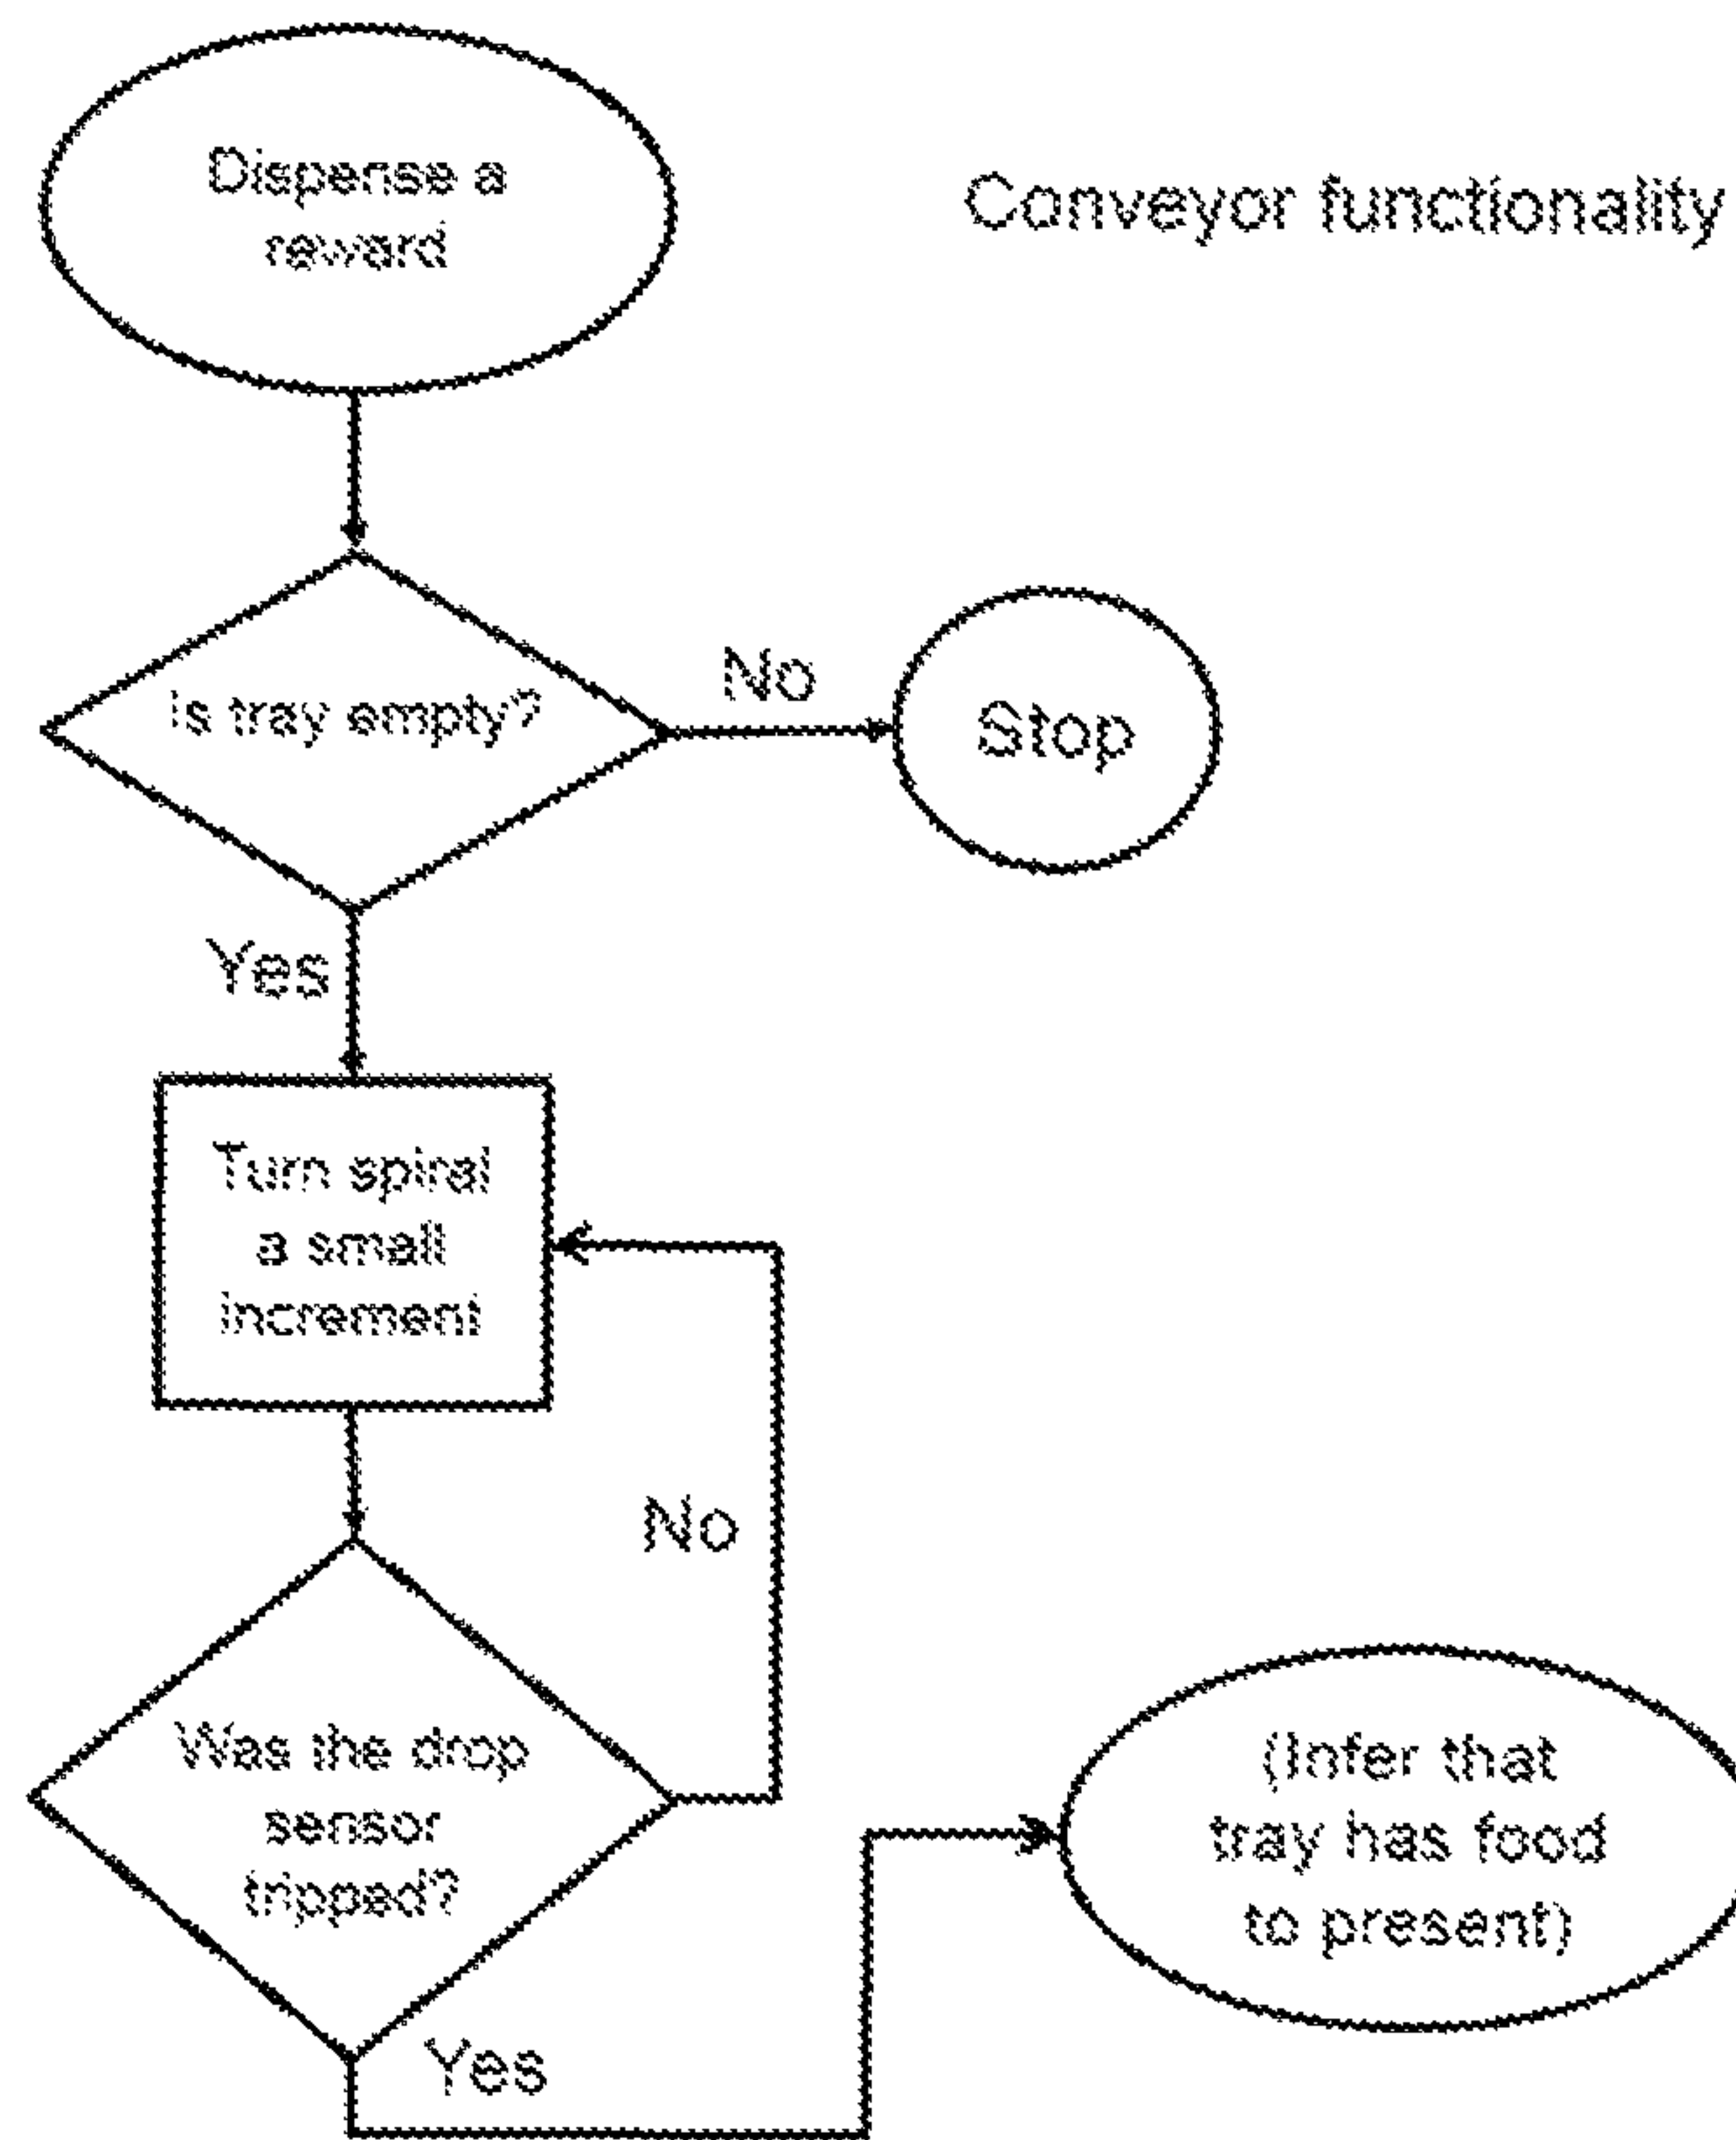 Dispense a
reward
Conveyor functionality
Is tray empty?
No
Stop
Yes
Turn spiral
a small
increment
No
Was the drop
sensor
tripped?
Yes
(Infer that
tray has food
to present)